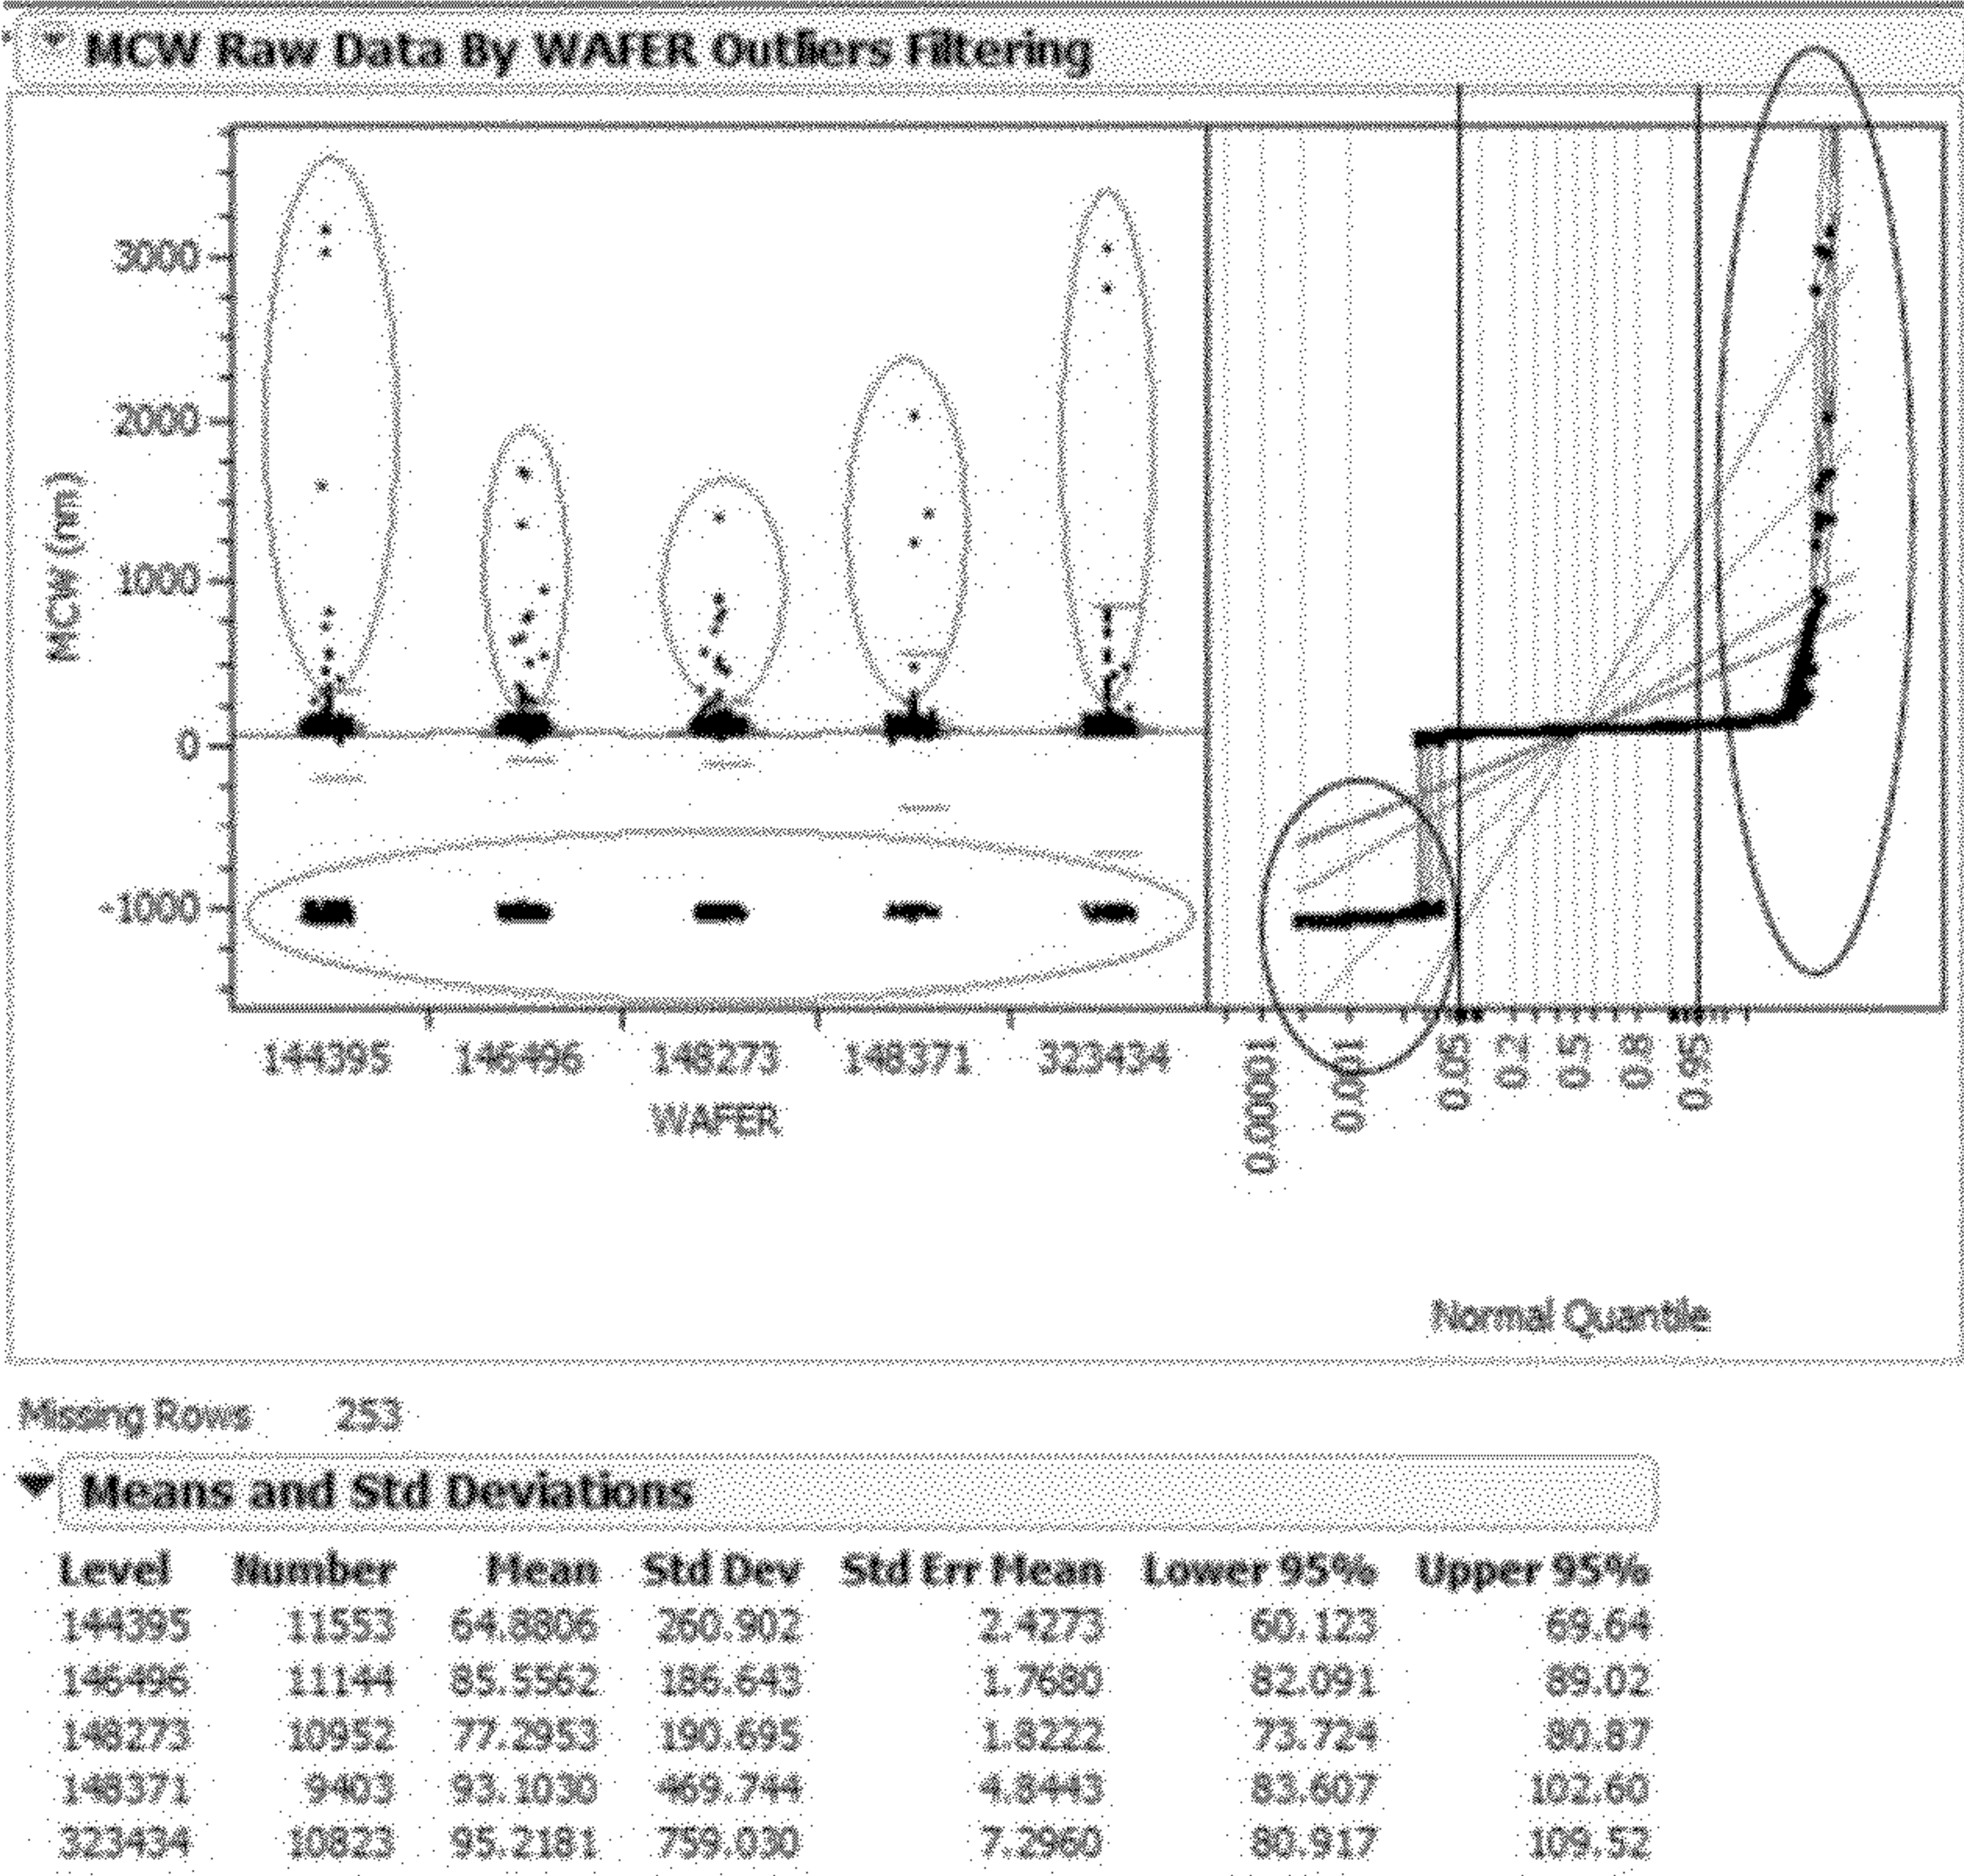 MCW Raw Data By WAFER Outliers Filtering
MCW (nm)
3000
2000
1000
0
-1000
144395 146496 148273 148371 323434
WAFER
0.00001 0.001 0.05 0.2 0.5 0.8 0.95
Normal Quantile
Missing Rows 253
Means and Std Deviations
Level Number Mean Std Dev Std Err Mean Lower 95% Upper 95%
144395 11553 64.8806 260.902 2.4273 60.123 69.64
146496 11144 85.5562 186.643 1.7680 82.091 89.02
148273 10952 77.2953 190.695 1.8222 73.724 80.87
148371 9403 93.1030 469.744 4.8443 83.607 102.60
323434 10823 95.2181 759.030 7.2960 80.917 109.52